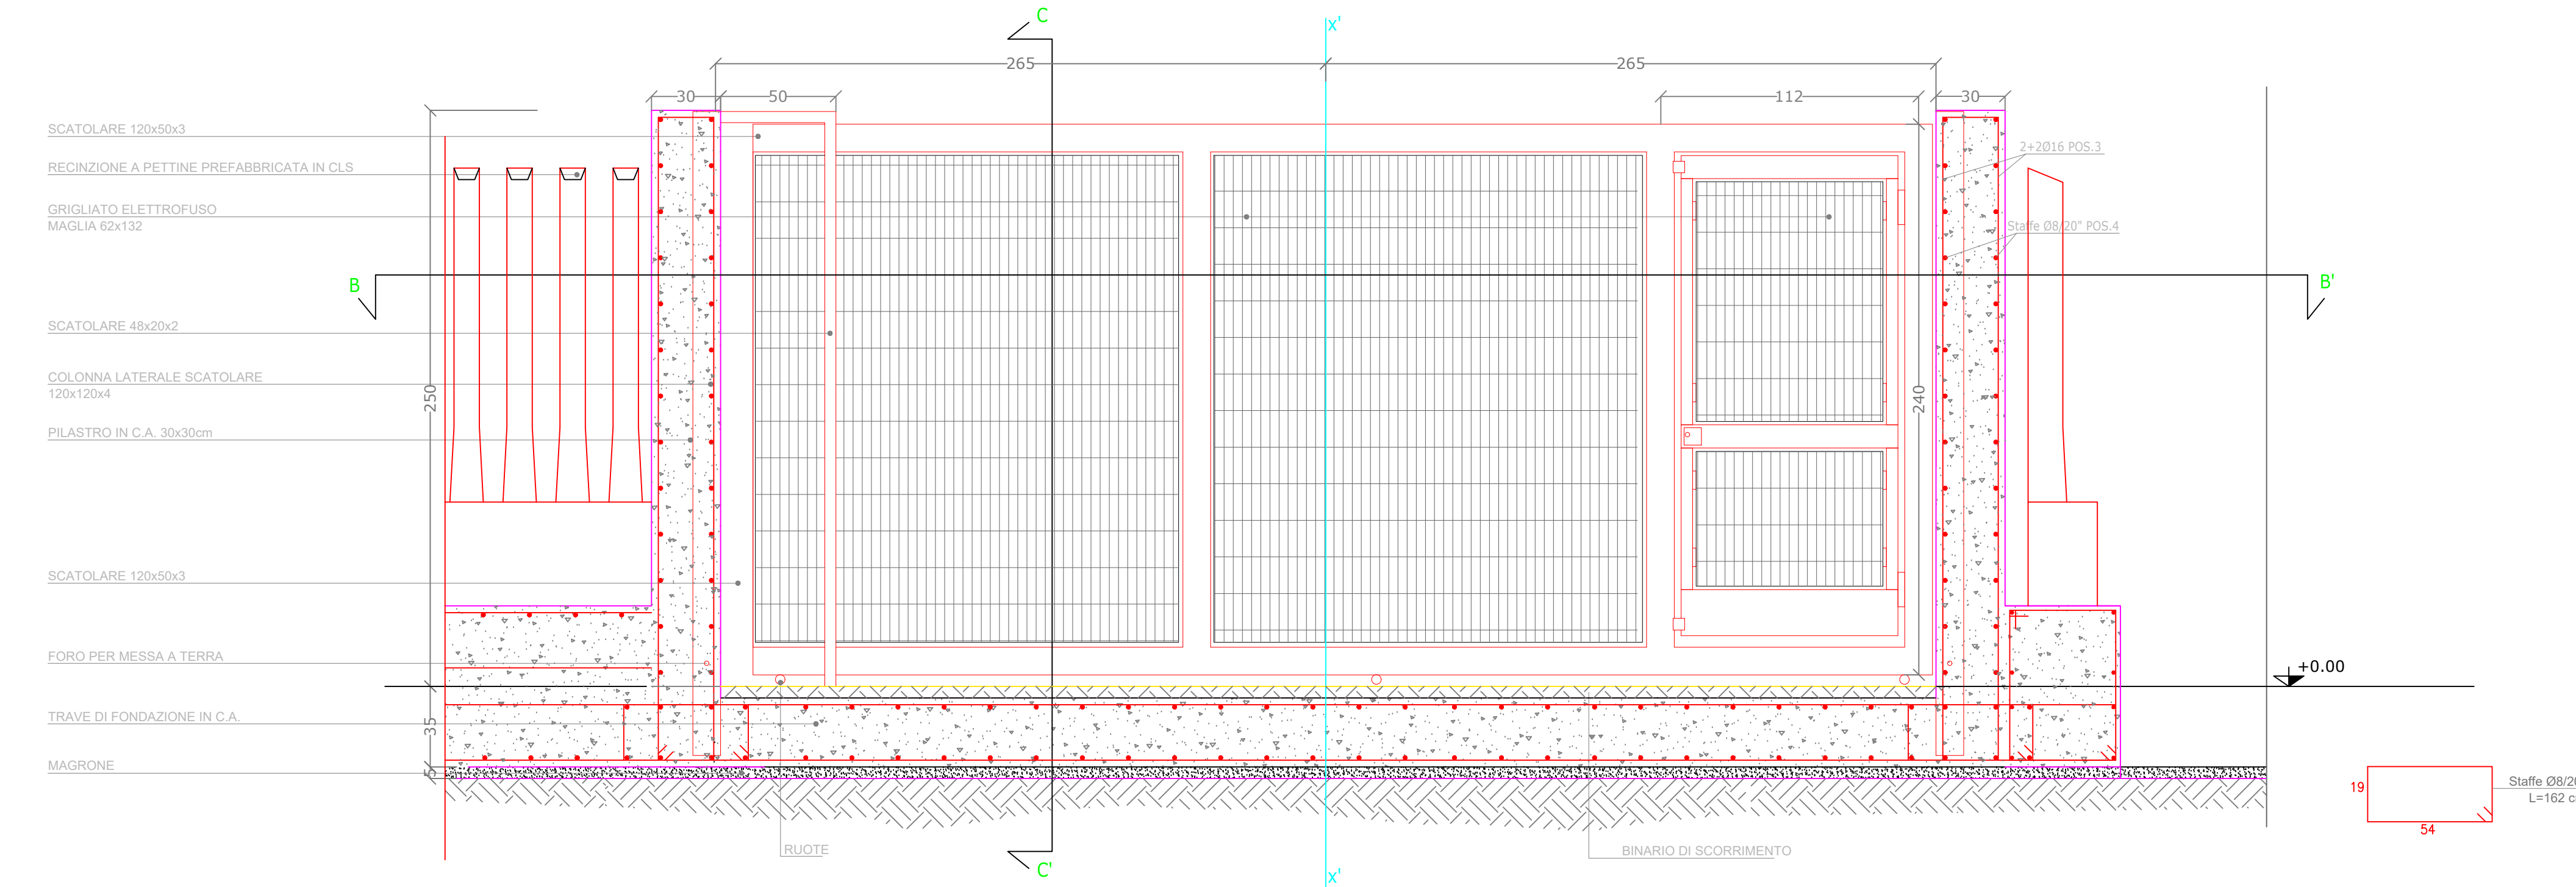 C
x'
265
265
30
50
112
30
SCATOLARE 120x50x3
RECINZIONE A PETTINE PREFABBRICATA IN CLS
2+2Ø16 POS.3
GRIGLIATO ELETTROFUSO
MAGLIA 62x132
Staffe Ø8/20" POS.4
B
B'
SCATOLARE 48x20x2
COLONNA LATERALE SCATOLARE
120x120x4
250
240
PILASTRO IN C.A. 30x30cm
SCATOLARE 120x50x3
FORO PER MESSA A TERRA
+0.00
TRAVE DI FONDAZIONE IN C.A.
35
MAGRONE
5
19
Staffe Ø8/20
L=162 c
54
RUOTE
BINARIO DI SCORRIMENTO
C'
x'